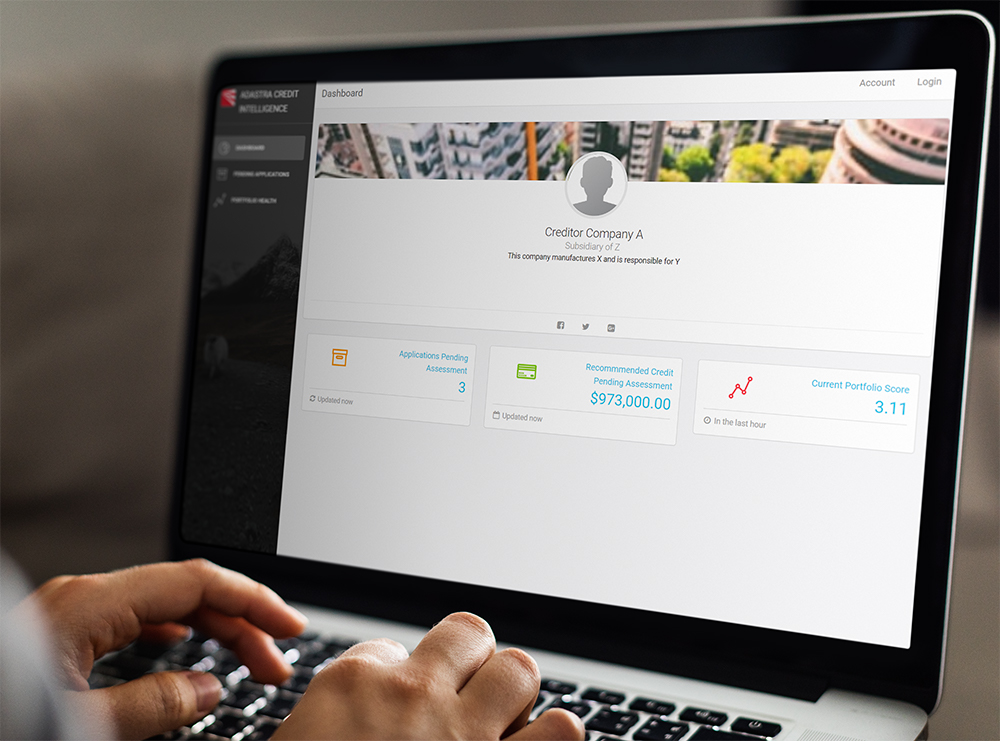 ADASTRA CREDIT
INTELLIGENCE
DASHBOARD
PENDING APPLICATIONS
PORTFOLIO HEALTH
Dashboard
Account
Login
Creditor Company A
Subsidiary of Z
This company manufactures X and is responsible for Y
Applications Pending
Assessment
3
Updated now
Recommmended Credit
Pending Assessment
$973,000.00
Updated now
Current Portfolio Score
3.11
In the last hour